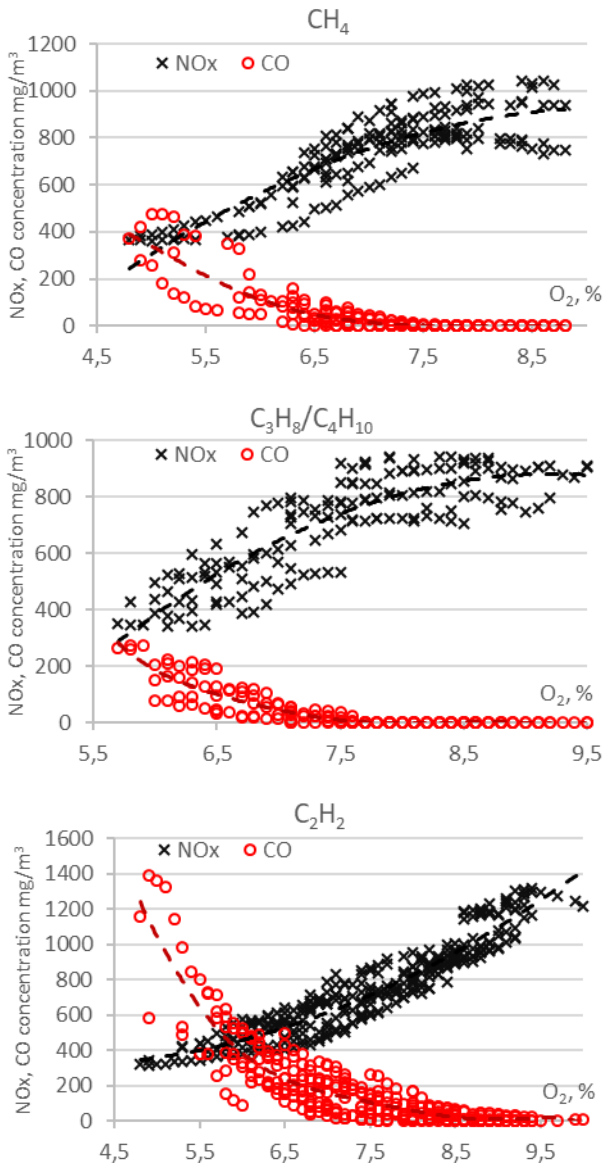 CH₄
NOx, CO concentration mg/m³
1200
1000
800
600
400
200
0
NOx
CO
O₂, %
4,5
5,5
6,5
7,5
8,5
C₃H₈/C₄H₁₀
NOx, CO concentration mg/m³
1000
800
600
400
200
0
NOx
CO
O₂, %
5,5
6,5
7,5
8,5
9,5
C₂H₂
NOx, CO concentration mg/m³
1600
1400
1200
1000
800
600
400
200
0
NOx
CO
O₂, %
4,5
5,5
6,5
7,5
8,5
9,5